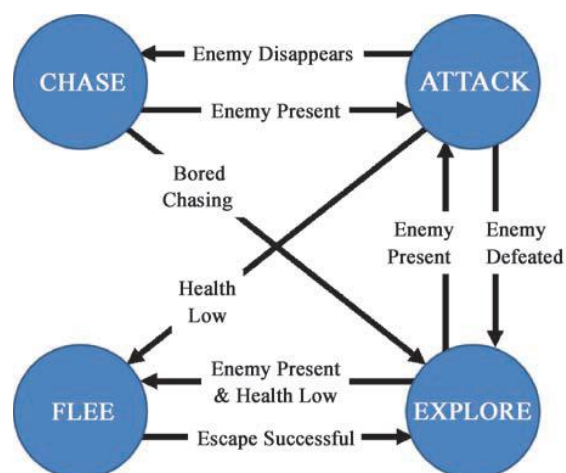 CHASE
Enemy Disappears
ATTACK
Enemy Present
Bored
Chasing
Enemy
Present
Enemy
Defeated
Health
Low
FLEE
Enemy Present
& Health Low
EXPLORE
Escape Successful